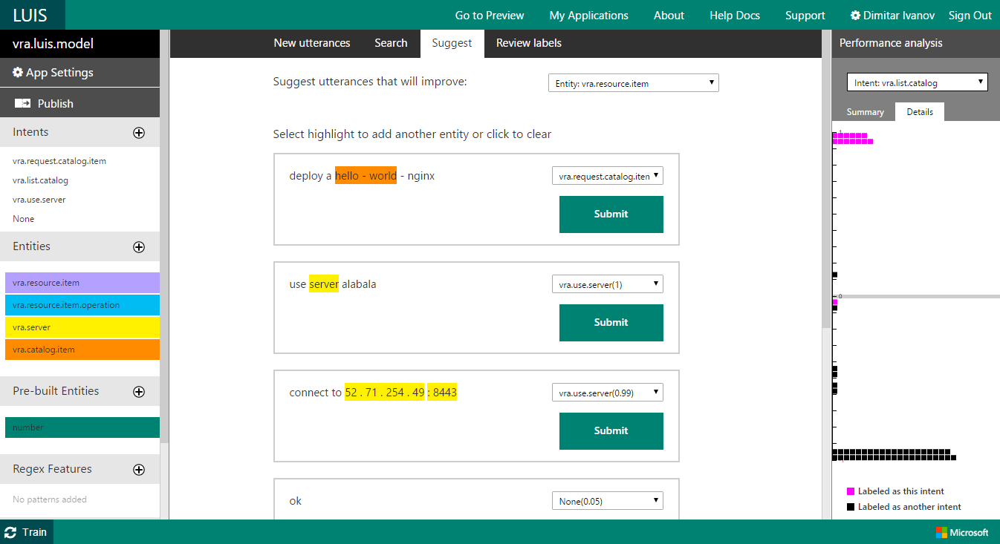 LUIS
Go to Preview My Applications About Help Docs Support Dimitar Ivanov Sign Out
vra.luis.model
App Settings
Publish
Intents
vra.request.catalog.item
vra.list.catalog
vra.use.server
None
Entities
vra.resource.item
vra.resource.item.operation
vra.server
vra.catalog.item
Pre-built Entities
number
Regex Features
No patterns added
Train
New utterances Search Suggest Review labels
Suggest utterances that will improve: Entity: vra.resource.item
Select highlight to add another entity or click to clear
deploy a hello - world - nginx vra.request.catalog.iten
Submit
use server alabala vra.use.server(1)
Submit
connect to 52 . 71 . 254 . 49 : 8443 vra.use.server(0.99)
Submit
ok None(0.05)
Performance analysis
Intent: vra.list.catalog
Summary Details
1
0
Labeled as this intent
Labeled as another intent
Microsoft